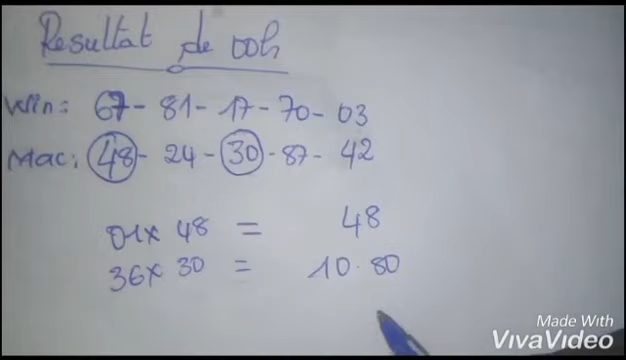 Resultat de 00h
Win: 67- 81- 17- 70- 03
Mac: 48- 24- 30- 87- 42
01x 48 = 48
36x 30 = 10.80
Made With
VivaVideo